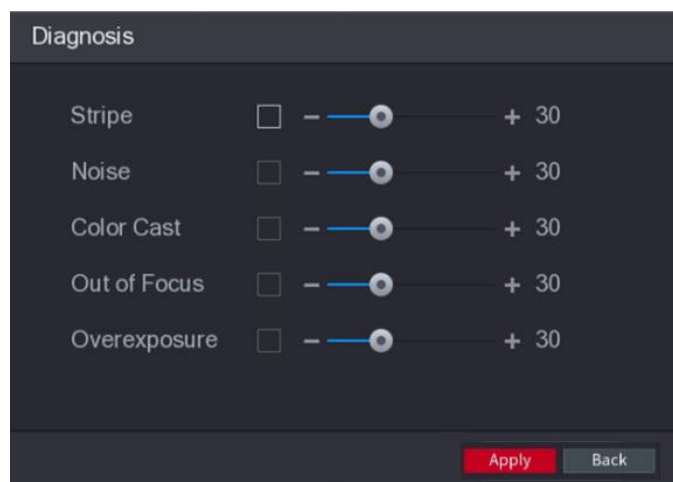 Diagnosis
Stripe 30
Noise 30
Color Cast 30
Out of Focus 30
Overexposure 30
Apply Back